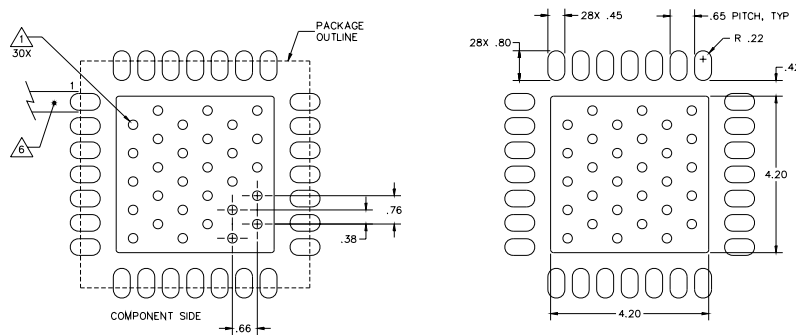 1
30X
PACKAGE
OUTLINE
1
6
.76
.38
COMPONENT SIDE
.66
28X .45
.65 PITCH, TYP
28X .80
R .22
4.20
4.20